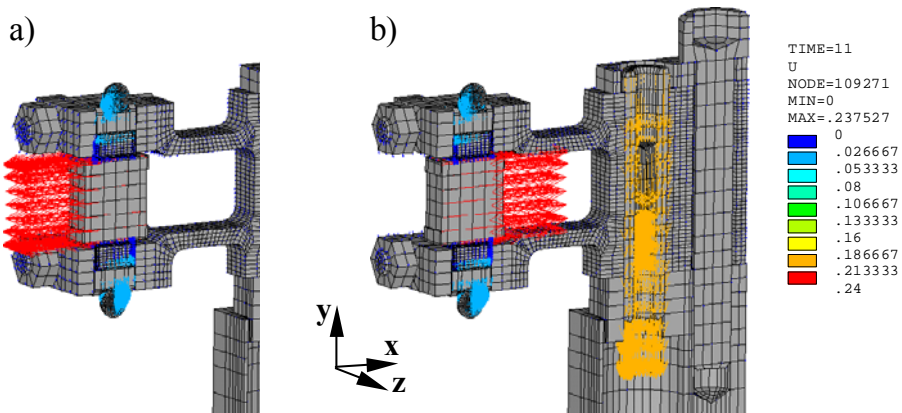 a)
b)
TIME=11
U
NODE=109271
MIN=0
MAX=.237527
0
.026667
.053333
.08
.106667
.133333
.16
.186667
.213333
.24
y
x
z